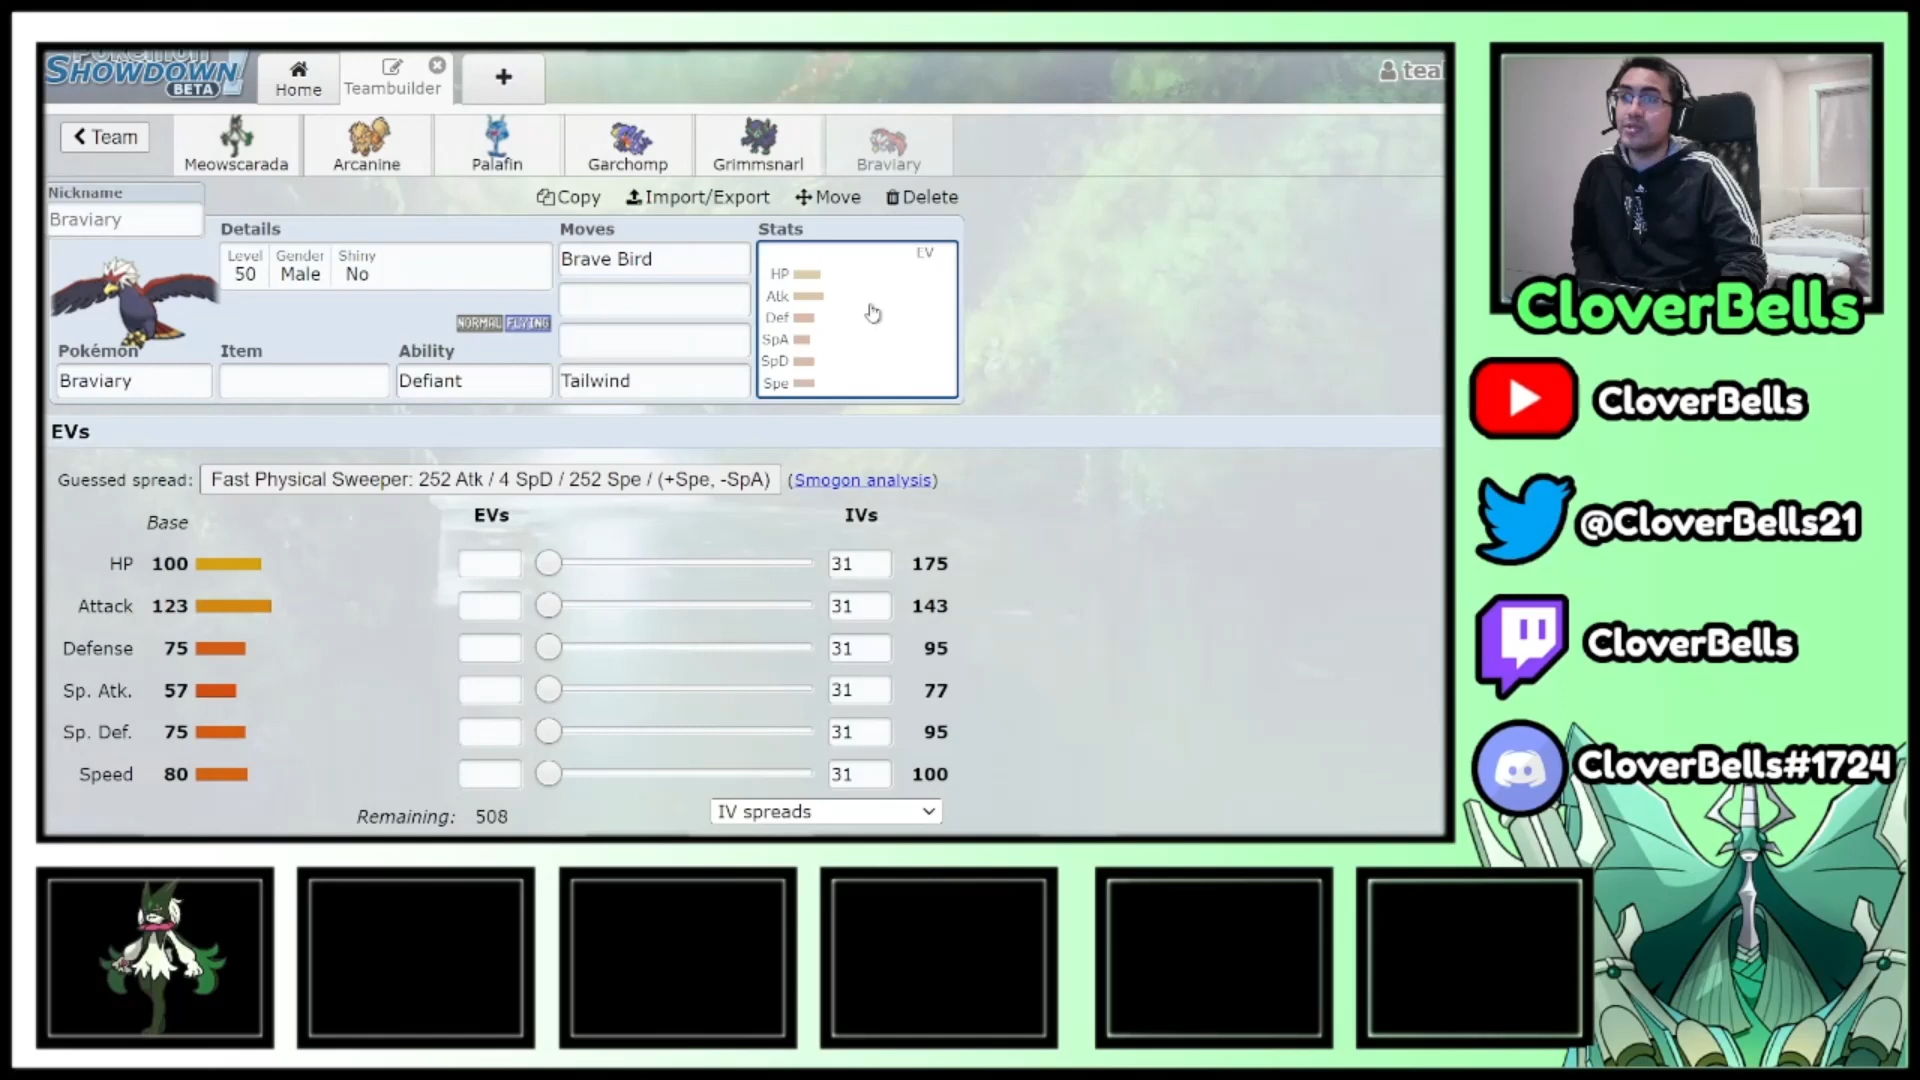 Pokémon
SHOWDOWN
BETA
Home
Teambuilder
+
teal
Team
Meowscarada
Arcanine
Palafin
Garchomp
Grimmsnarl
Braviary
Nickname
Braviary
Copy
Import/Export
Move
Delete
Details
Moves
Stats
Level
50
Gender
Male
Shiny
No
Brave Bird
EV
HP
Atk
Def
SpA
SpD
Spe
NORMAL FLYING
Pokémon
Item
Ability
Braviary
Defiant
Tailwind
EVs
Guessed spread: Fast Physical Sweeper: 252 Atk / 4 SpD / 252 Spe / (+Spe, -SpA) (Smogon analysis)
Base
EVs
IVs
HP 100 31 175
Attack 123 31 143
Defense 75 31 95
Sp. Atk. 57 31 77
Sp. Def. 75 31 95
Speed 80 31 100
Remaining: 508
IV spreads
CloverBells
CloverBells
@CloverBells21
CloverBells
CloverBells#1724